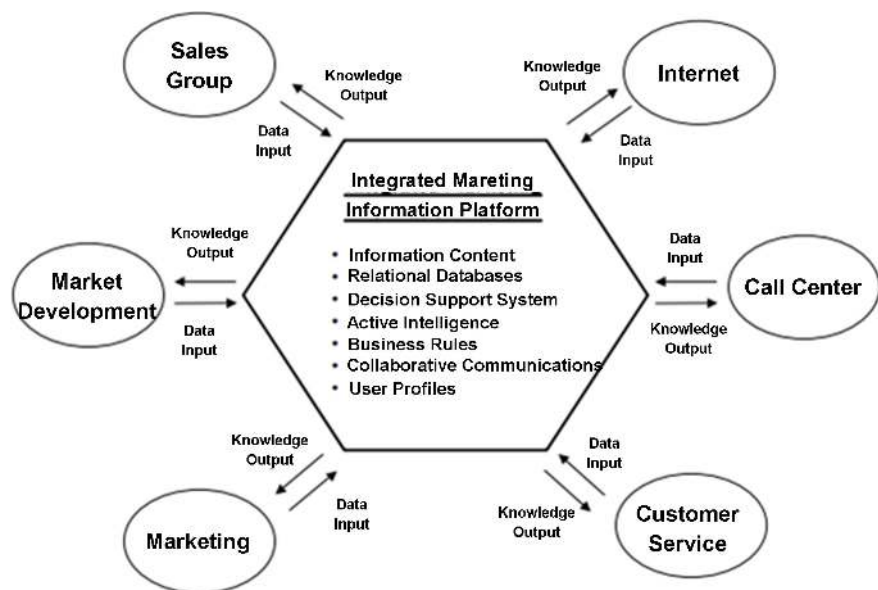 Sales
Group
Knowledge
Output
Data
Input
Internet
Knowledge
Output
Data
Input
Integrated Mareting
Information Platform
• Information Content
• Relational Databases
• Decision Support System
• Active Intelligence
• Business Rules
• Collaborative Communications
• User Profiles
Market
Development
Knowledge
Output
Data
Input
Call Center
Data
Input
Knowledge
Output
Marketing
Knowledge
Output
Data
Input
Customer
Service
Data
Input
Knowledge
Output